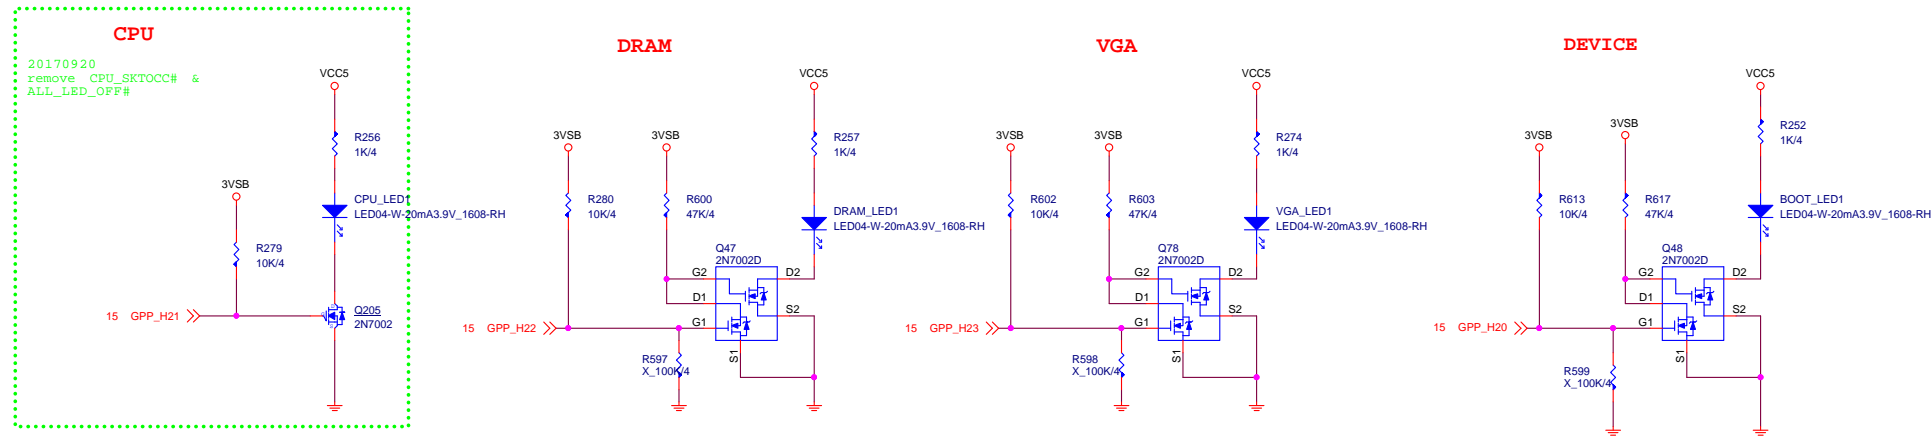 CPU
20170920
remove CPU_SKTOCC# &
ALL_LED_OFF#
VCC5
R256
1K/4
3VSB
CPU_LED1
LED04-W-20mA3.9V_1608-RH
R279
10K/4
15 GPP_H21
Q205
2N7002
DRAM
VCC5
3VSB
3VSB
R257
1K/4
R280
10K/4
R600
47K/4
DRAM_LED1
LED04-W-20mA3.9V_1608-RH
Q47
2N7002D
G2
D2
D1
S2
15 GPP_H22
G1
S1
R597
X_100K/4
VGA
VCC5
3VSB
3VSB
R274
1K/4
R602
10K/4
R603
47K/4
VGA_LED1
LED04-W-20mA3.9V_1608-RH
Q78
2N7002D
G2
D2
D1
S2
15 GPP_H23
G1
S1
R598
X_100K/4
DEVICE
VCC5
3VSB
3VSB
R252
1K/4
R613
10K/4
R617
47K/4
BOOT_LED1
LED04-W-20mA3.9V_1608-RH
Q48
2N7002D
G2
D2
D1
S2
15 GPP_H20
G1
S1
R599
X_100K/4